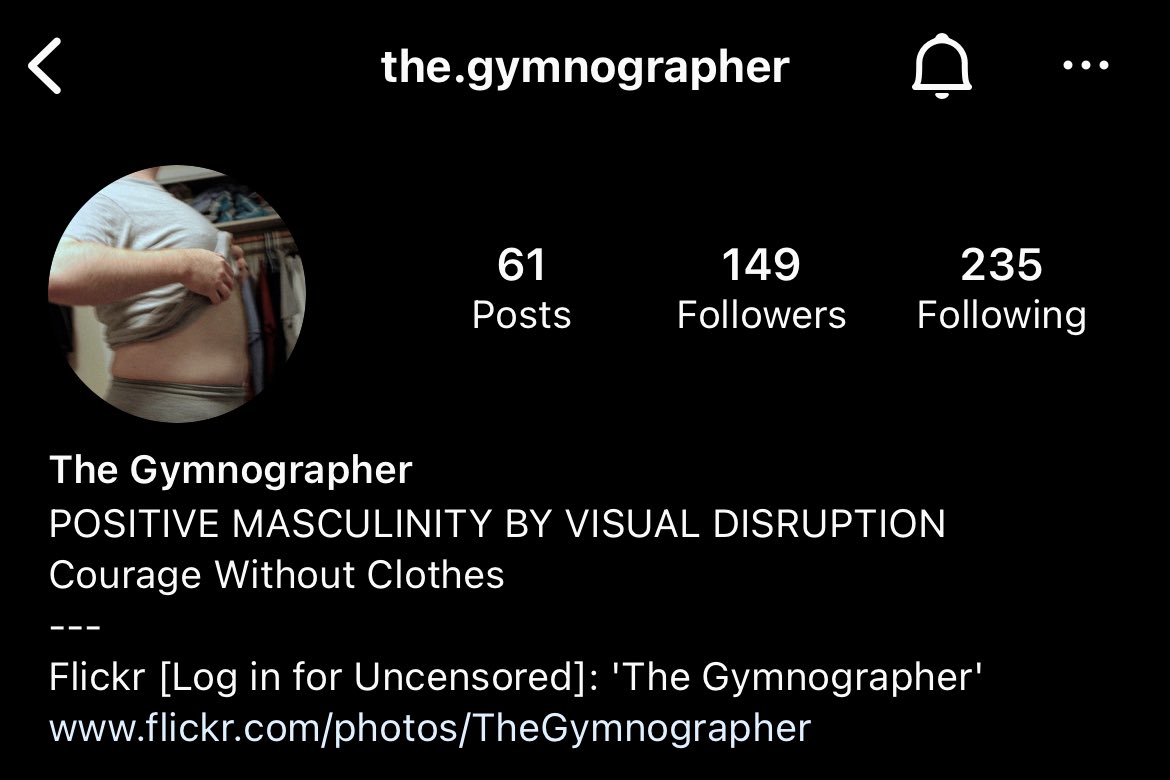 the.gymnographer
61 149 235
Posts Followers Following
The Gymnographer
POSITIVE MASCULINITY BY VISUAL DISRUPTION
Courage Without Clothes
---
Flickr [Log in for Uncensored]: 'The Gymnographer'
www.flickr.com/photos/TheGymnographer